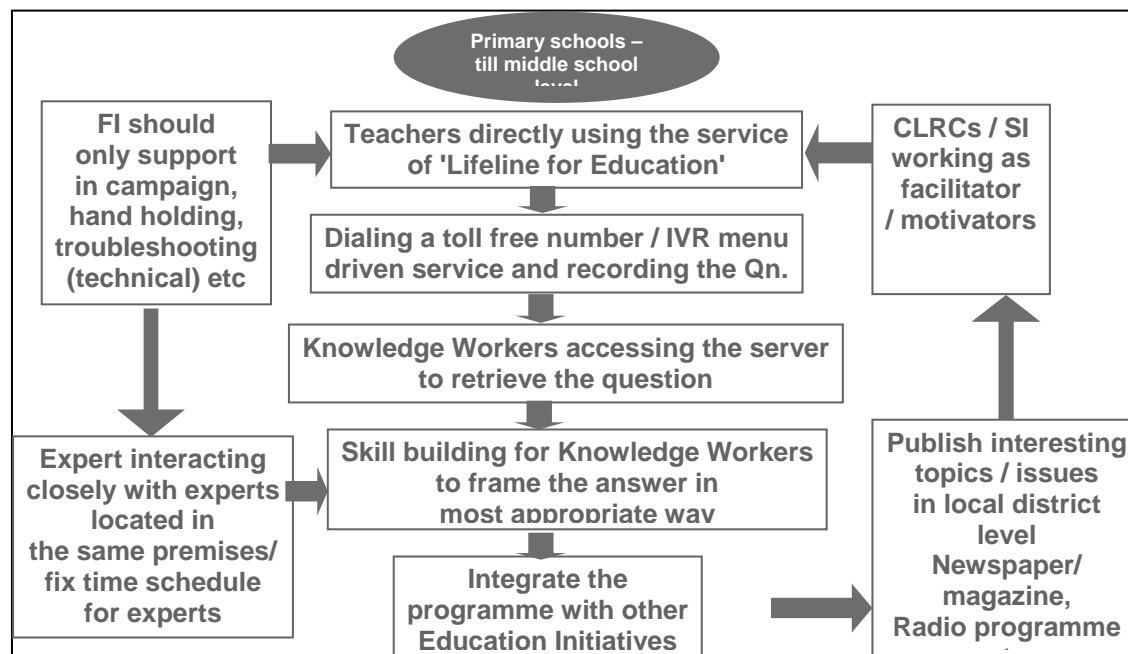 Primary schools –
till middle school
level
FI should
only support
in campaign,
hand holding,
troubleshooting
(technical) etc
Teachers directly using the service
of 'Lifeline for Education'
CLRCs / SI
working as
facilitator
/ motivators
Dialing a toll free number / IVR menu
driven service and recording the Qn.
Knowledge Workers accessing the server
to retrieve the question
Expert interacting
closely with experts
located in
the same premises/
fix time schedule
for experts
Skill building for Knowledge Workers
to frame the answer in
most appropriate way
Publish interesting
topics / issues
in local district
level
Newspaper/
magazine,
Radio programme
Integrate the
programme with other
Education Initiatives